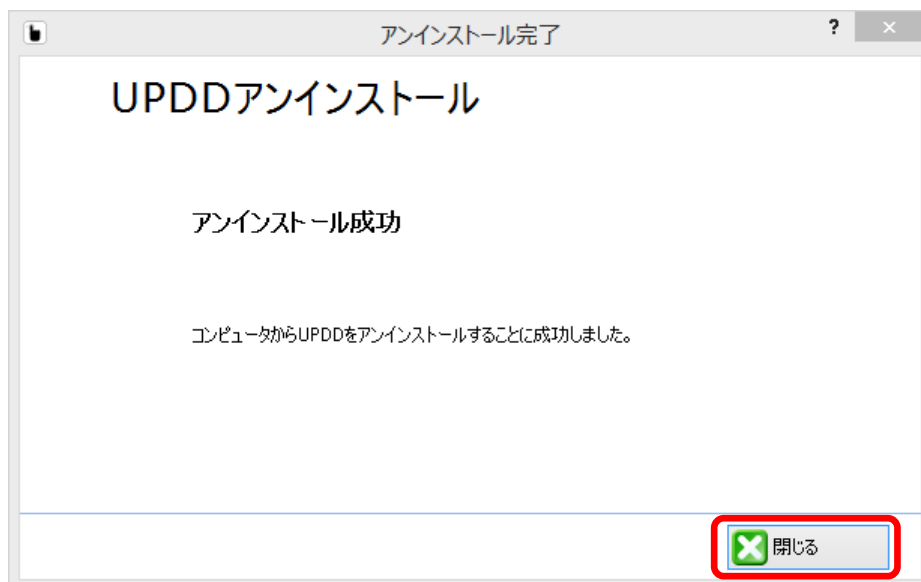 アンインストール完了
?
UPDDアンインストール
アンインストール成功
コンピュータからUPDDをアンインストールすることに成功しました。
閉じる